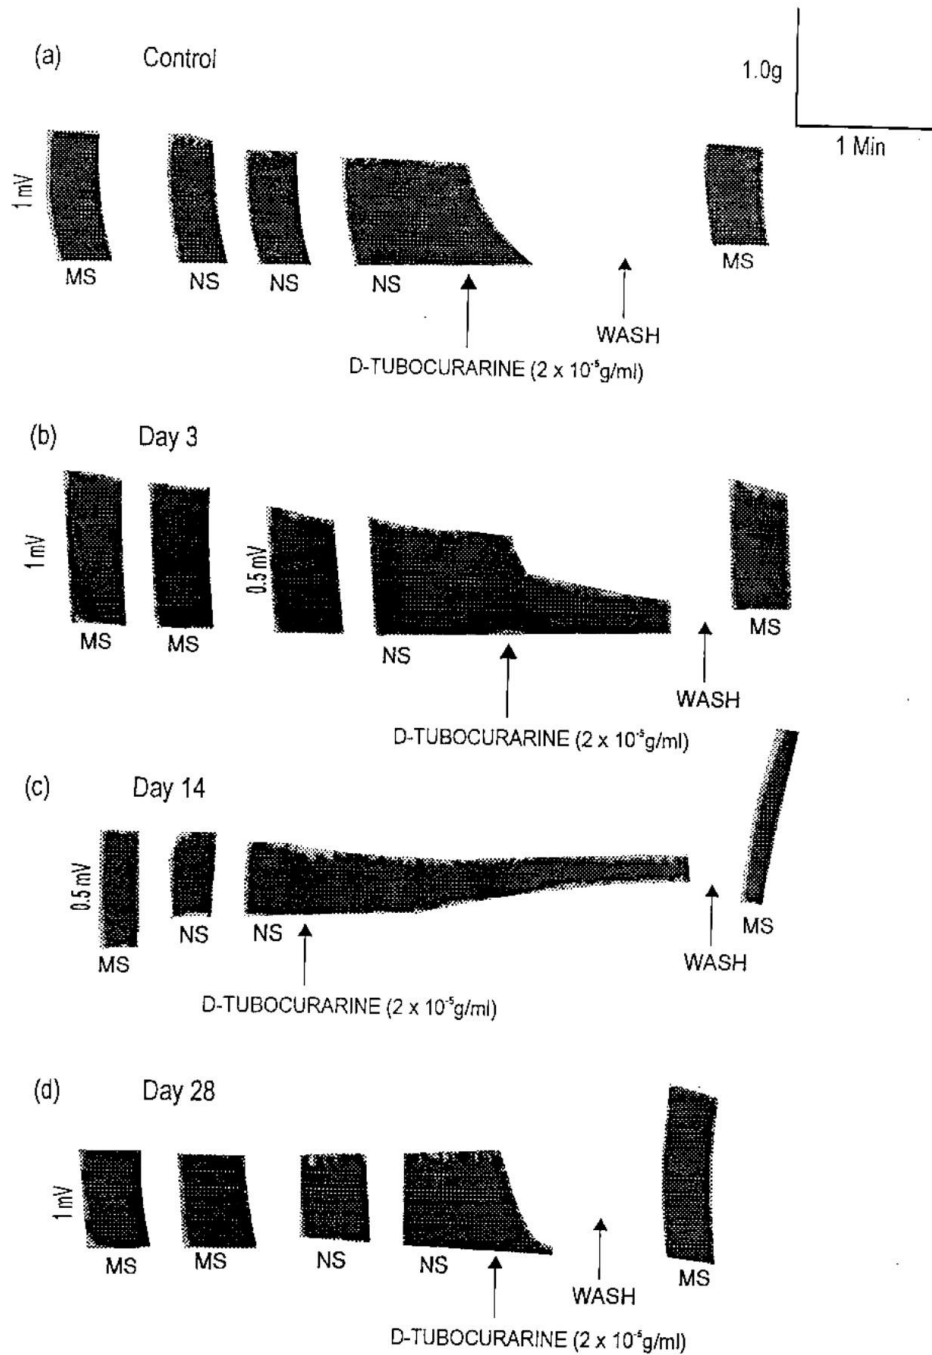 (a) Control
1.0g
1 Min
1 mV
MS NS NS NS MS
WASH
D-TUBOCURARINE (2 x 10⁻⁵g/ml)
(b) Day 3
1mV
0.5 mV
MS MS NS MS
WASH
D-TUBOCURARINE (2 x 10⁻⁵g/ml)
(c) Day 14
0.5 mV
MS NS NS MS
WASH
D-TUBOCURARINE (2 x 10⁻⁵g/ml)
(d) Day 28
1 mV
MS MS NS NS MS
WASH
D-TUBOCURARINE (2 x 10⁻⁵g/ml)